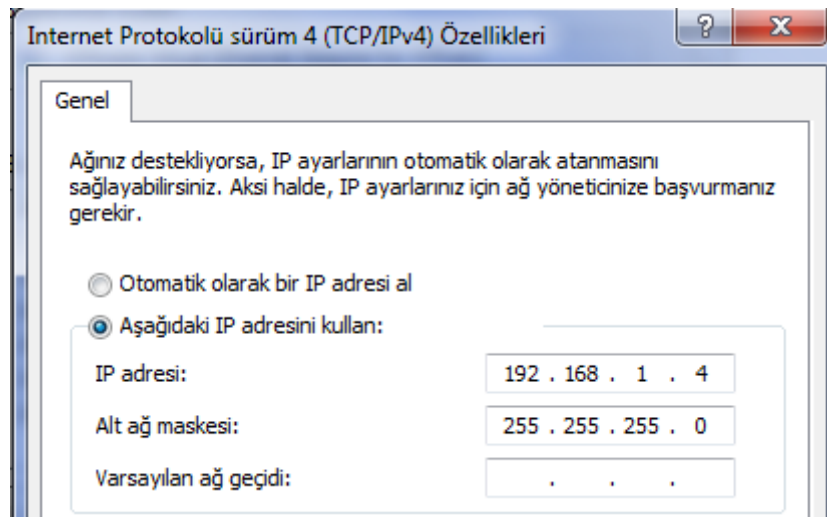 Internet Protokolü sürüm 4 (TCP/IPv4) Özellikleri
Genel
Ağınız destekliyorsa, IP ayarlarının otomatik olarak atanmasını
sağlayabilirsiniz. Aksi halde, IP ayarlarınız için ağ yöneticinize başvurmanız
gerekir.
Otomatik olarak bir IP adresi al
Aşağıdaki IP adresini kullan:
IP adresi: 192 . 168 . 1 . 4
Alt ağ maskesi: 255 . 255 . 255 . 0
Varsayılan ağ geçidi: . . .